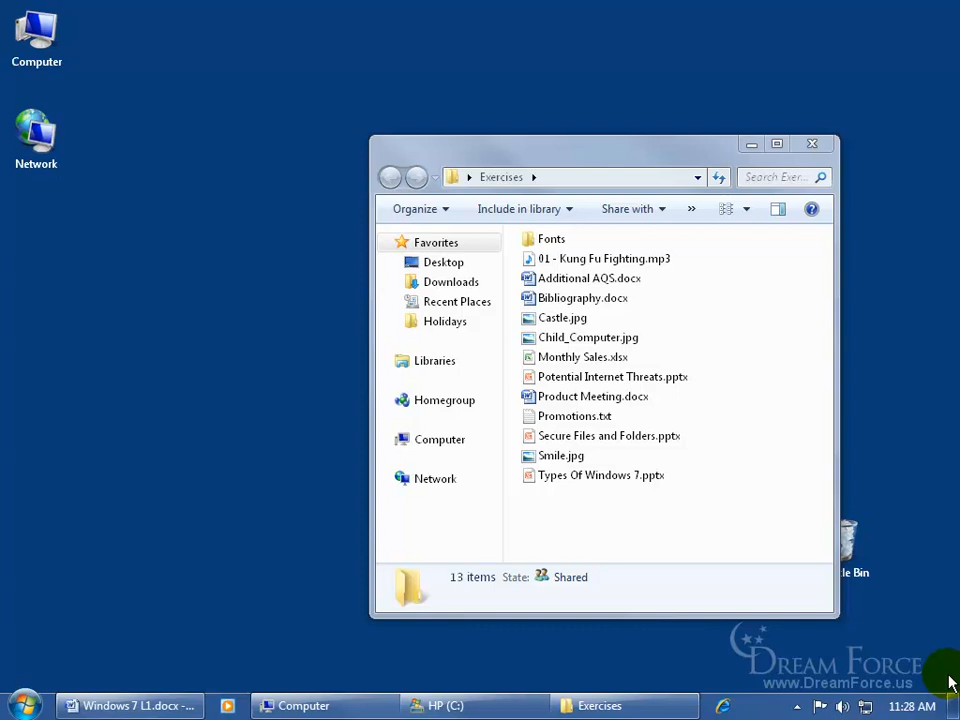 Computer
Network
Exercises
Search Exer...
Organize
Include in library
Share with
»
Favorites
Desktop
Downloads
Recent Places
Holidays
Libraries
Homegroup
Computer
Network
Fonts
01 - Kung Fu Fighting.mp3
Additional AQS.docx
Bibliography.docx
Castle.jpg
Child_Computer.jpg
Monthly Sales.xlsx
Potential Internet Threats.pptx
Product Meeting.docx
Promotions.txt
Secure Files and Folders.pptx
Smile.jpg
Types Of Windows 7.pptx
13 items State: Shared
le Bin
DREAM FORCE
www.DreamForce.us
Windows 7 L1.docx -...
Computer
HP (C:)
Exercises
11:28 AM